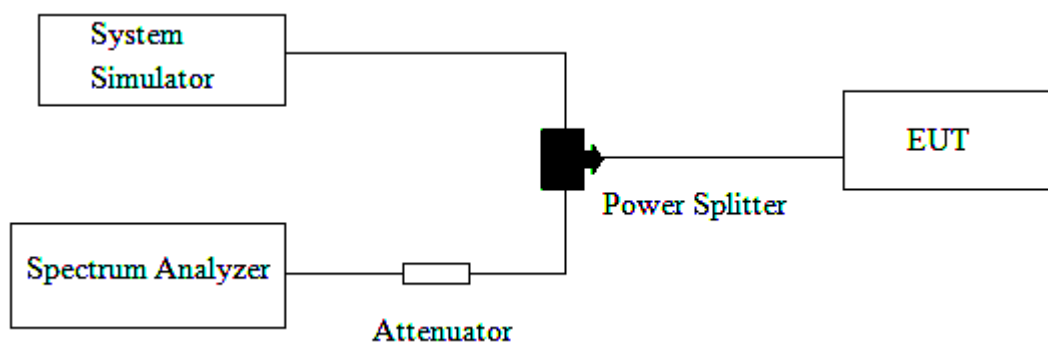 System
Simulator
EUT
Power Splitter
Spectrum Analyzer
Attenuator